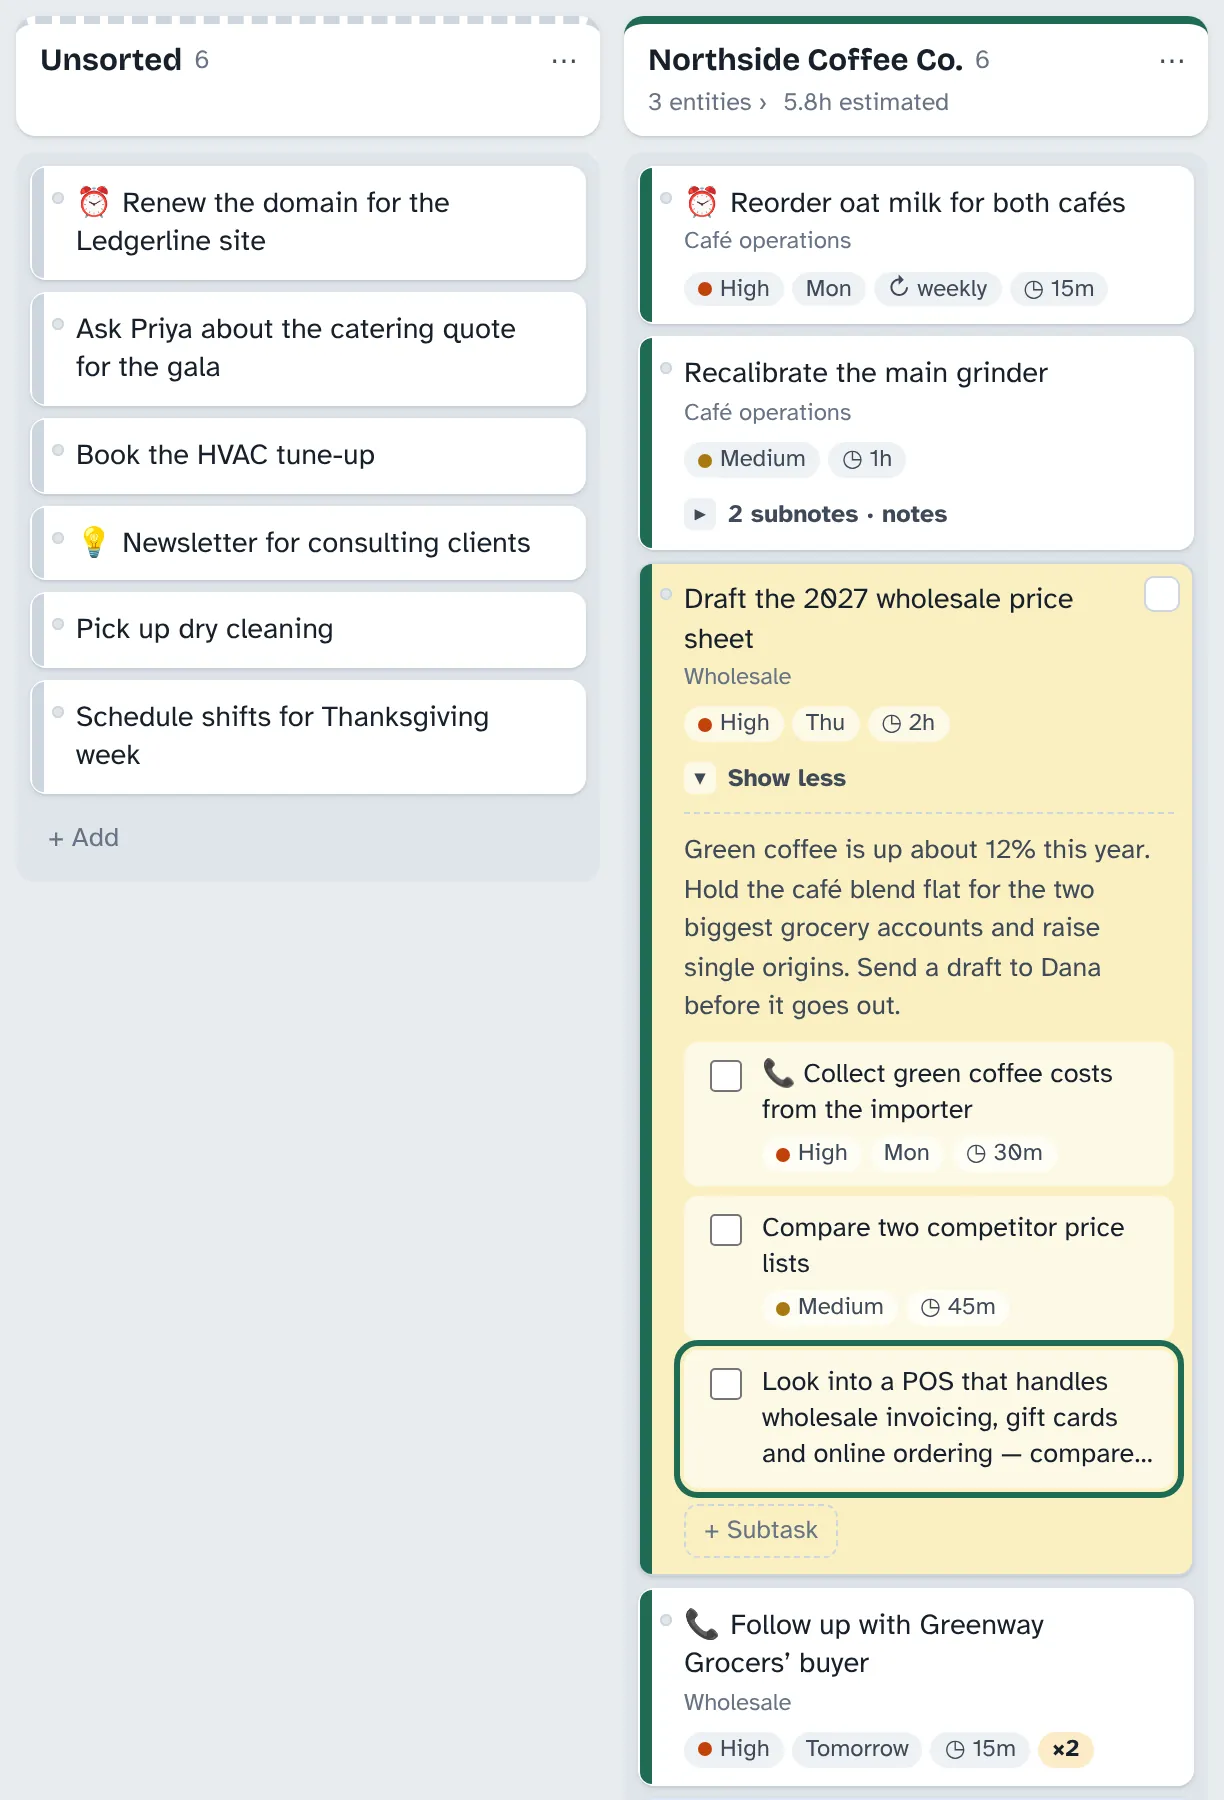 Unsorted 6
⏰ Renew the domain for the
Ledgerline site
Ask Priya about the catering quote
for the gala
Book the HVAC tune-up
💡 Newsletter for consulting clients
Pick up dry cleaning
Schedule shifts for Thanksgiving
week
+ Add
Northside Coffee Co. 6
3 entities › 5.8h estimated
⏰ Reorder oat milk for both cafés
Café operations
High Mon weekly 15m
Recalibrate the main grinder
Café operations
Medium 1h
2 subnotes · notes
Draft the 2027 wholesale price
sheet
Wholesale
High Thu 2h
Show less
Green coffee is up about 12% this year.
Hold the café blend flat for the two
biggest grocery accounts and raise
single origins. Send a draft to Dana
before it goes out.
📞 Collect green coffee costs
from the importer
High Mon 30m
Compare two competitor price
lists
Medium 45m
Look into a POS that handles
wholesale invoicing, gift cards
and online ordering — compare...
+ Subtask
📞 Follow up with Greenway
Grocers’ buyer
Wholesale
High Tomorrow 15m ×2